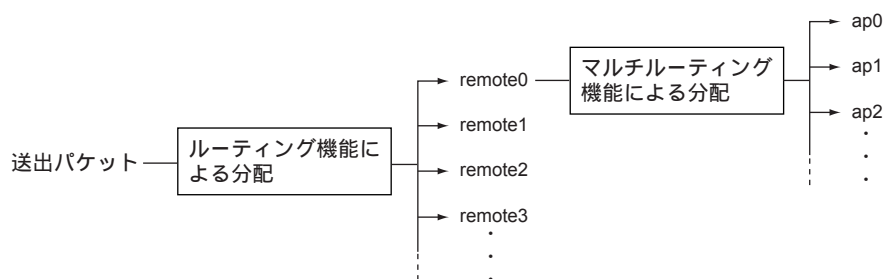 送出パケット
ルーティング機能に
よる分配
remote0
remote1
remote2
remote3
・
・
・
マルチルーティング
機能による分配
ap0
ap1
ap2
・
・
・